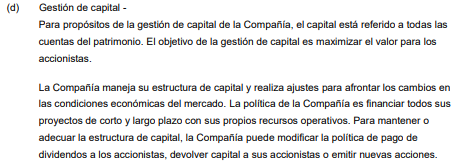 (d) Gestión de capital -
Para propósitos de la gestión de capital de la Compañía, el capital está referido a todas las
cuentas del patrimonio. El objetivo de la gestión de capital es maximizar el valor para los
accionistas.
La Compañía maneja su estructura de capital y realiza ajustes para afrontar los cambios en
las condiciones económicas del mercado. La política de la Compañía es financiar todos sus
proyectos de corto y largo plazo con sus propios recursos operativos. Para mantener o
adecuar la estructura de capital, la Compañía puede modificar la política de pago de
dividendos a los accionistas, devolver capital a sus accionistas o emitir nuevas acciones.